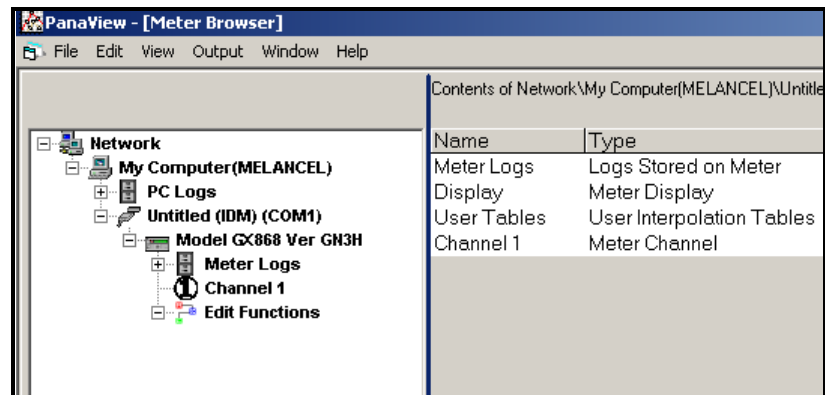 PanaView - [Meter Browser]
File Edit View Output Window Help
Contents of Network\My Computer(MELANCEL)\Untitle
Network
My Computer(MELANCEL)
PC Logs
Untitled (IDM) (COM1)
Model GX868 Ver GN3H
Meter Logs
1 Channel 1
Edit Functions
Name Type
Meter Logs Logs Stored on Meter
Display Meter Display
User Tables User Interpolation Tables
Channel 1 Meter Channel